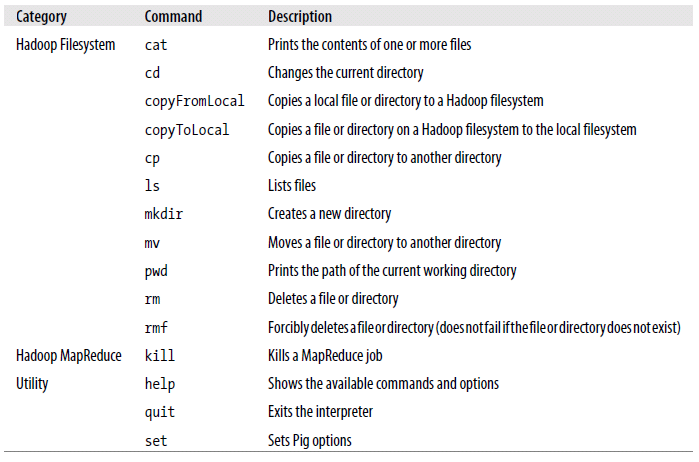 Category Command Description
Hadoop Filesystem cat Prints the contents of one or more files
cd Changes the current directory
copyFromLocal Copies a local file or directory to a Hadoop filesystem
copyToLocal Copies a file or directory on a Hadoop filesystem to the local filesystem
cp Copies a file or directory to another directory
ls Lists files
mkdir Creates a new directory
mv Moves a file or directory to another directory
pwd Prints the path of the current working directory
rm Deletes a file or directory
rmf Forcibly deletes a file or directory (does not fail if the file or directory does not exist)
Hadoop MapReduce kill Kills a MapReduce job
Utility help Shows the available commands and options
quit Exits the interpreter
set Sets Pig options